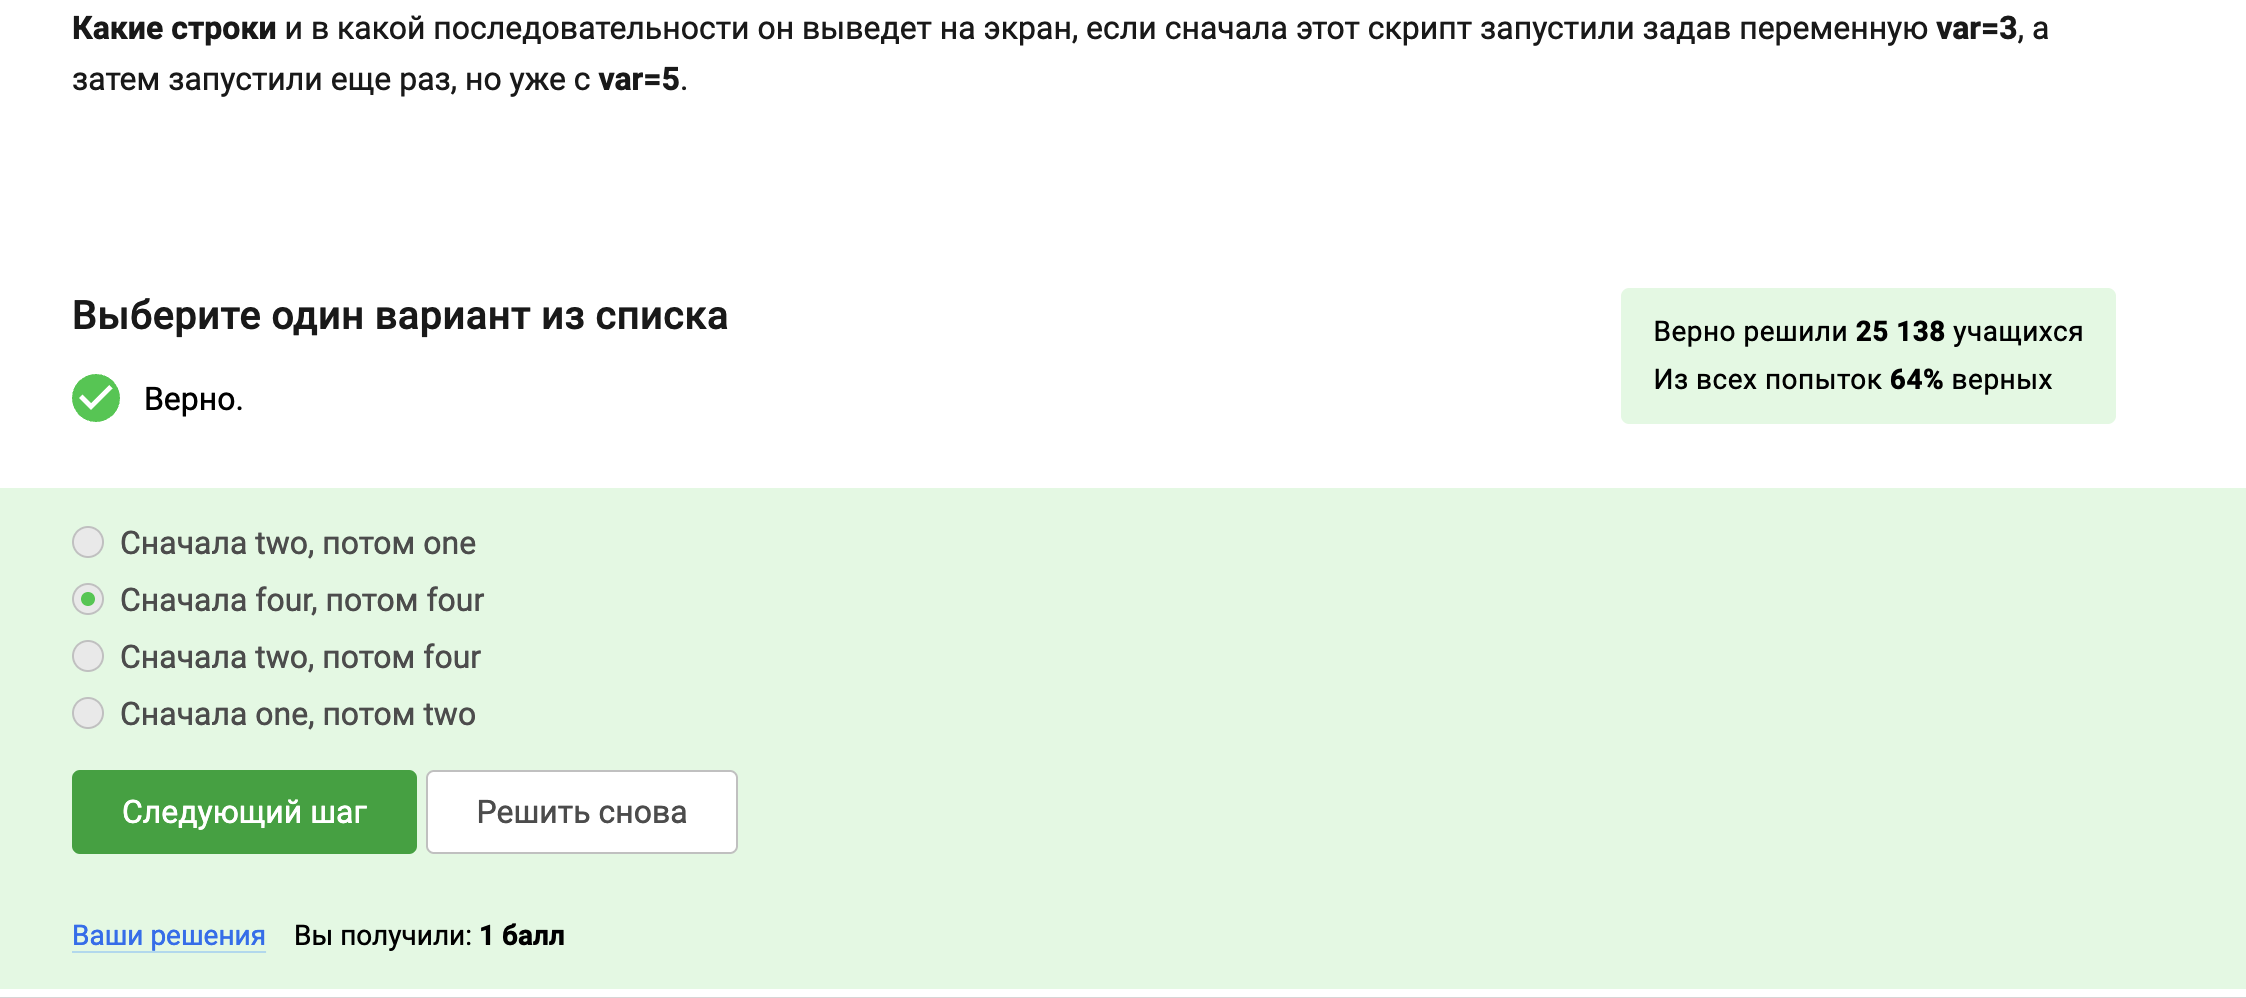 Какие строки и в какой последовательности он выведет на экран, если сначала этот скрипт запустили задав переменную var=3, а
затем запустили еще раз, но уже с var=5.
Выберите один вариант из списка
Верно решили 25 138 учащихся
Из всех попыток 64% верных
Верно.
Сначала two, потом one
Сначала four, потом four
Сначала two, потом four
Сначала one, потом two
Следующий шаг
Решить снова
Ваши решения Вы получили: 1 балл